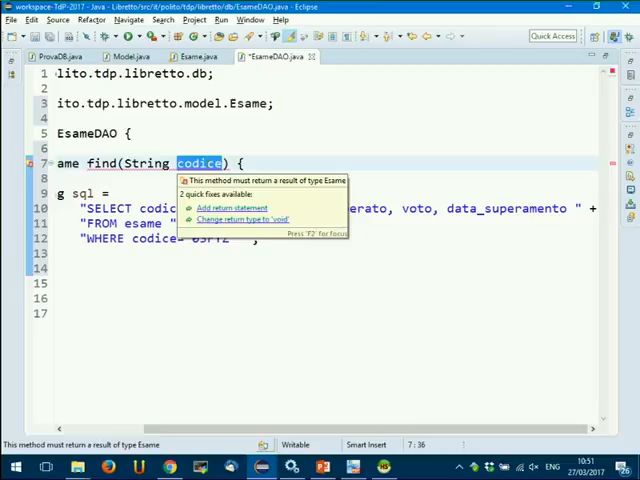 workspace-TdP-2017 - Java - Libretto/src/it/polito/tdp/libretto/db/EsameDAO.java - Eclipse
File Edit Source Refactor Navigate Search Project Run Window Help
Quick Access
ProvaDB.java Model.java Esame.java *EsameDAO.java
1 lito.tdp.libretto.db;
2
3 ito.tdp.libretto.model.Esame;
4
5 EsameDAO {
6
7 ame find(String codice) {
8
9 g sql =
10 "SELECT codic erato, voto, data_superamento " +
11 "FROM esame "
12 "WHERE codice=
13
14
15
16
17
This method must return a result of type Esame
2 quick fixes available:
Add return statement
Change return type to 'void'
Press 'F2' for focus
This method must return a result of type Esame Writable Smart Insert 7 : 36
ENG
10:51
27/03/2017
26